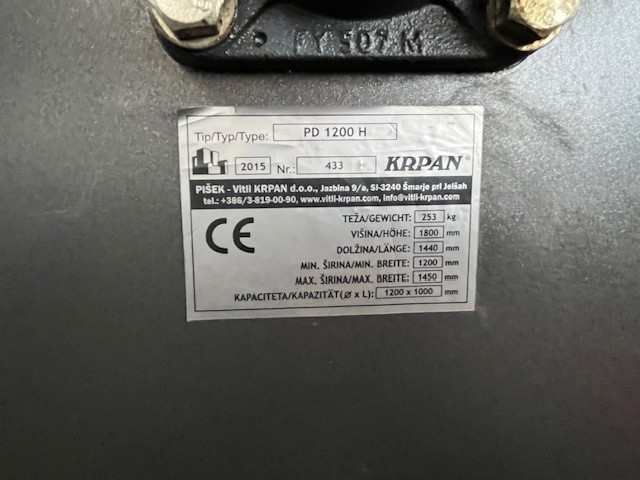 FY 507 M
Tip/Typ/Type: PD 1200 H
2015 Nr.: 433 KRPAN®
PIŠEK - Vitli KRPAN d.o.o., Jazbina 9/a, SI-3240 Šmarje pri Jelšah
tel.: +386/3-819-00-90, www.vitli-krpan.com, info@vitli-krpan.com
CE
TEŽA/GEWICHT: 253 kg
VIŠINA/HÖHE: 1800 mm
DOLŽINA/LÄNGE: 1440 mm
MIN. ŠIRINA/MIN. BREITE: 1200 mm
MAX. ŠIRINA/MAX. BREITE: 1450 mm
KAPACITETA/KAPAZITÄT(Ø x L): 1200 x 1000 mm